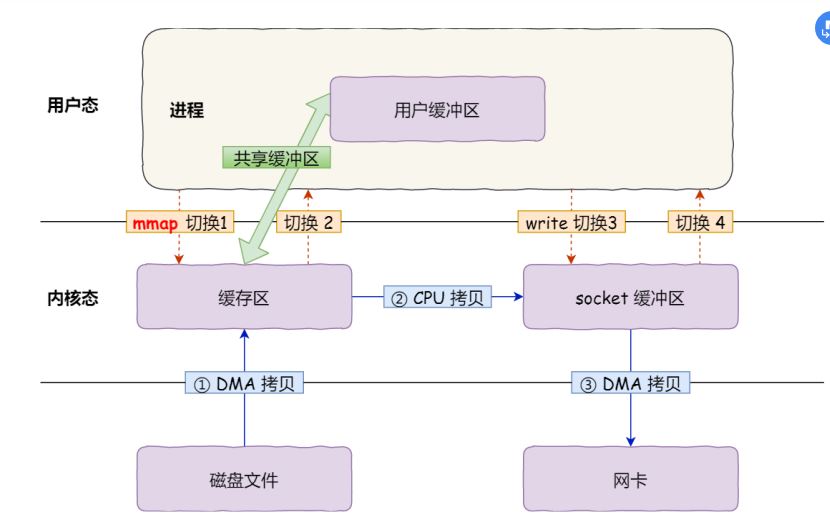 用户态
进程
用户缓冲区
共享缓冲区
mmap 切换1
切换 2
write 切换3
切换 4
内核态
缓存区
② CPU 拷贝
socket 缓冲区
① DMA 拷贝
③ DMA 拷贝
磁盘文件
网卡